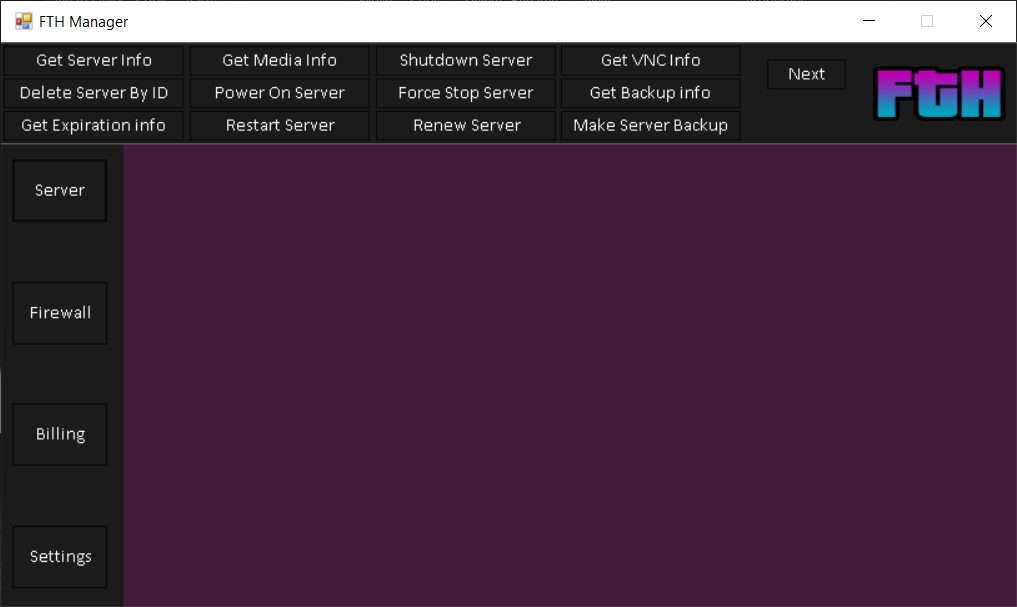 FTH Manager
Get Server Info Get Media Info Shutdown Server Get VNC Info
Next
FtH
Delete Server By ID Power On Server Force Stop Server Get Backup info
Get Expiration info Restart Server Renew Server Make Server Backup
Server
Firewall
Billing
Settings